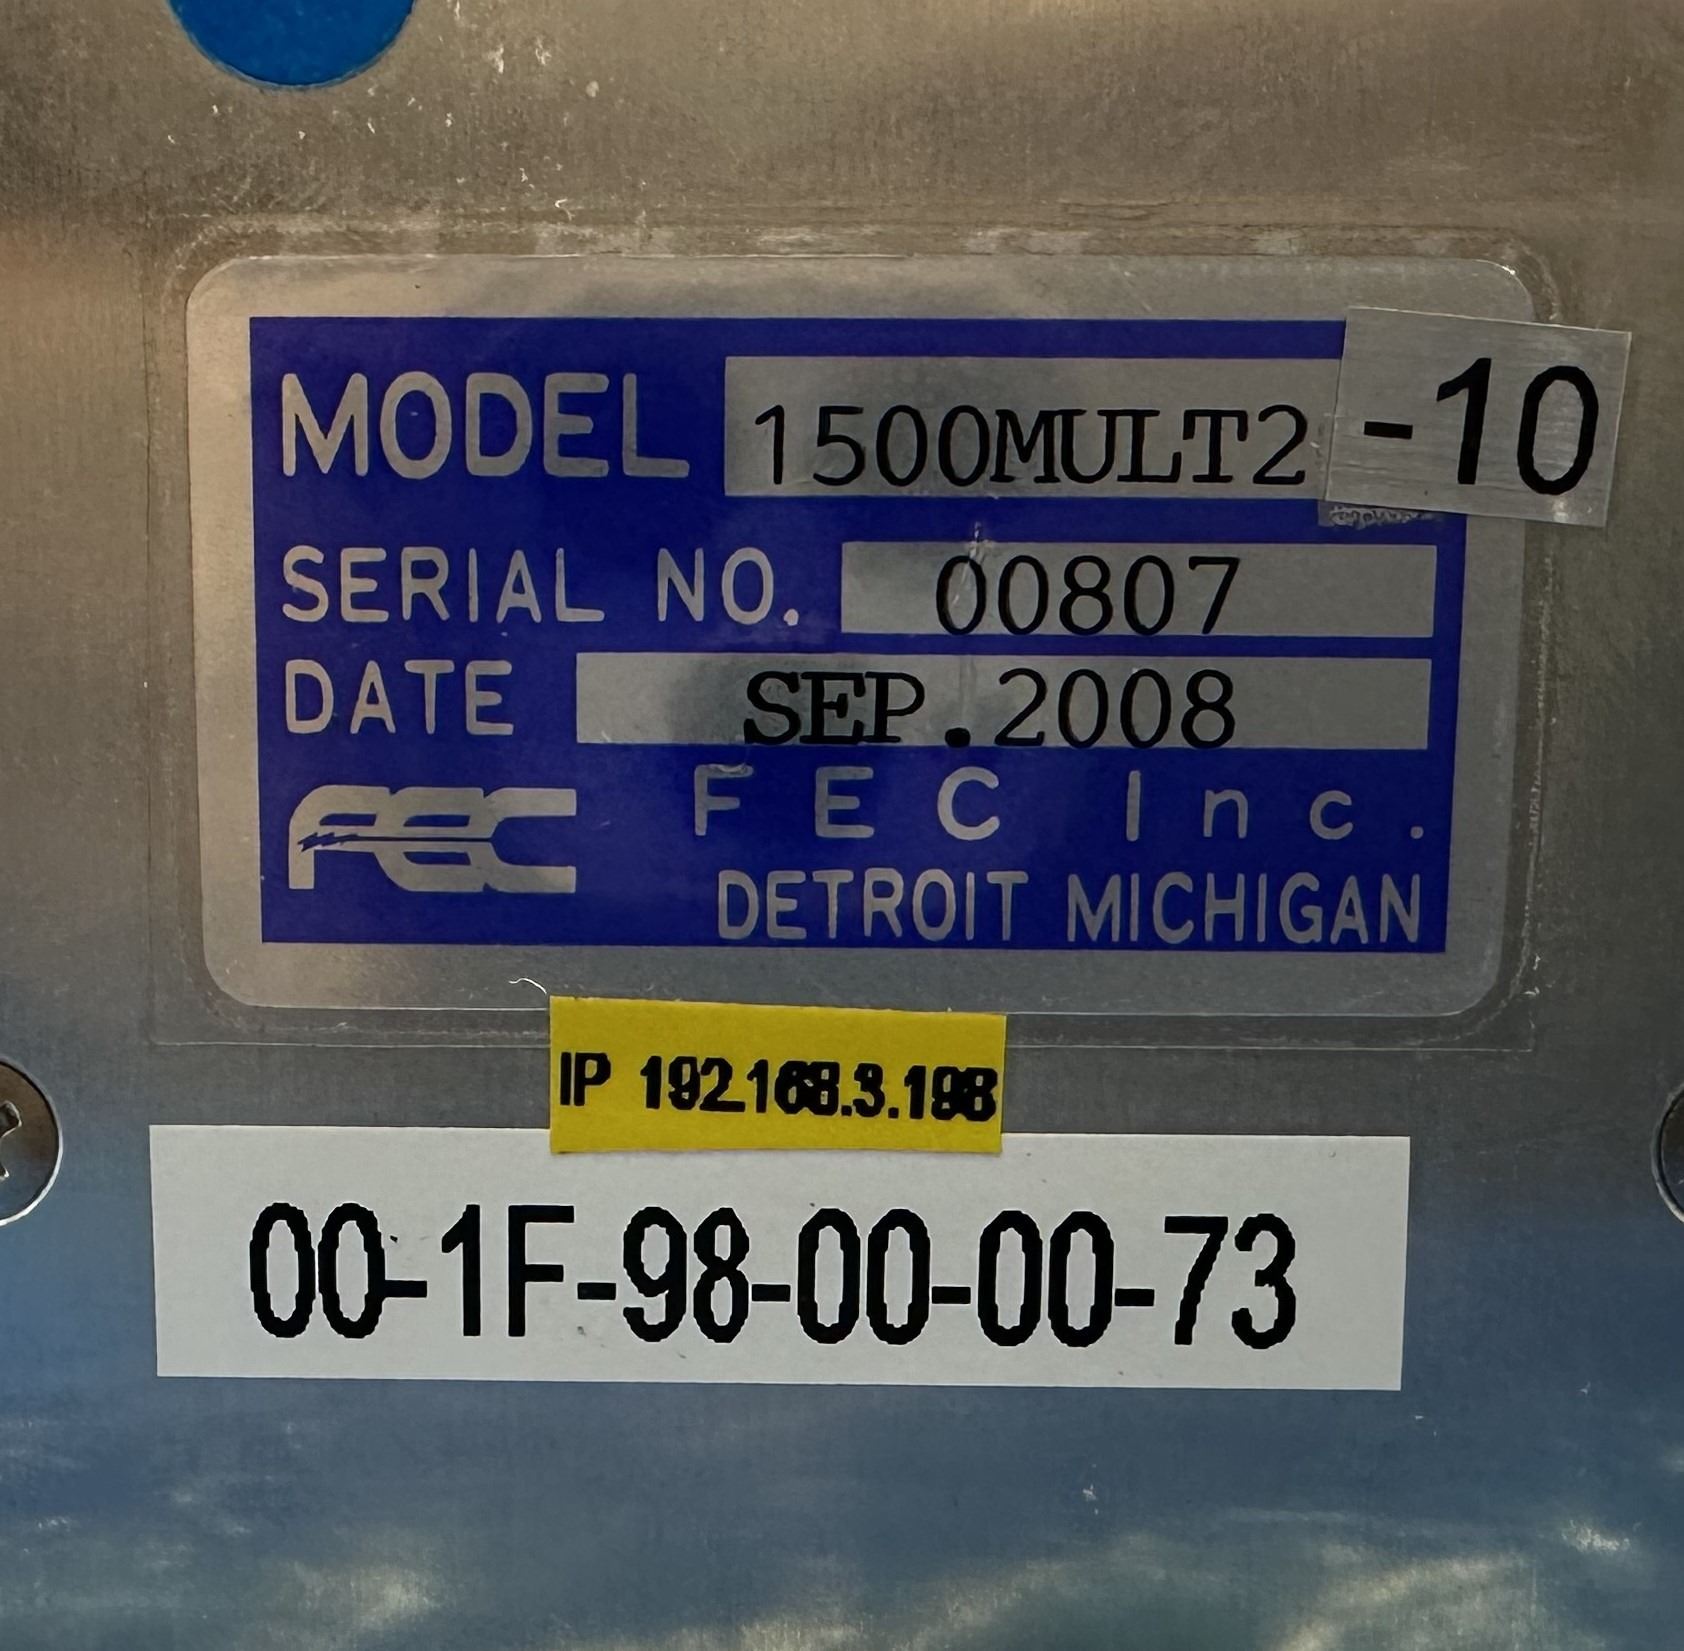 MODEL 1500MULT2 -10
SERIAL NO. 00807
DATE SEP.2008
FEC FEC Inc.
DETROIT MICHIGAN
IP 192.168.3.198
00-1F-98-00-00-73